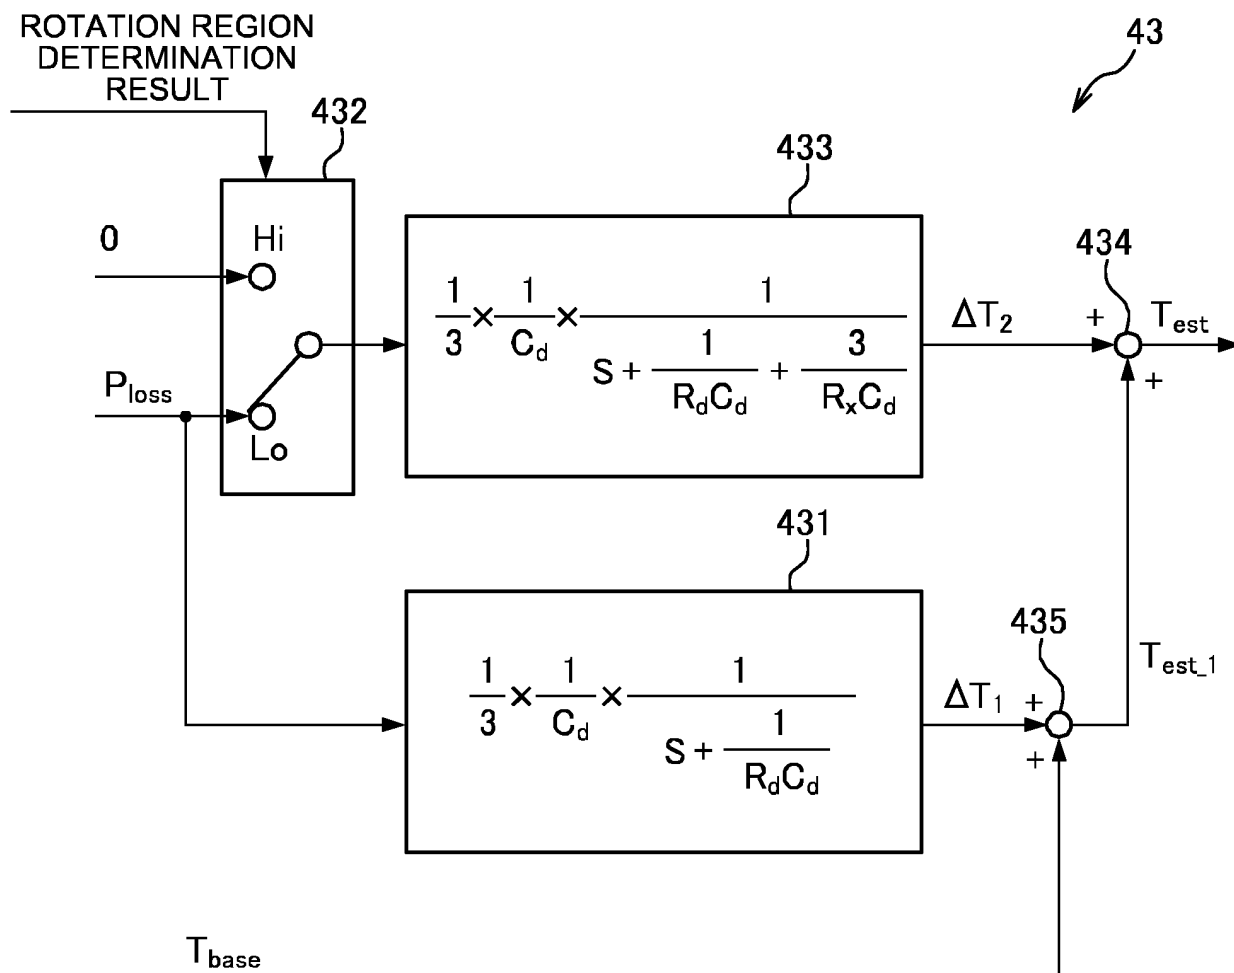 ROTATION REGION
DETERMINATION
RESULT
43
432
433
0
Hi
434
1/3 × 1/C_d × 1/(S + 1/(R_dC_d) + 3/(R_xC_d))
ΔT_2
+
T_est
+
P_loss
Lo
431
435
1/3 × 1/C_d × 1/(S + 1/(R_dC_d))
ΔT_1
+
T_est_1
+
T_base